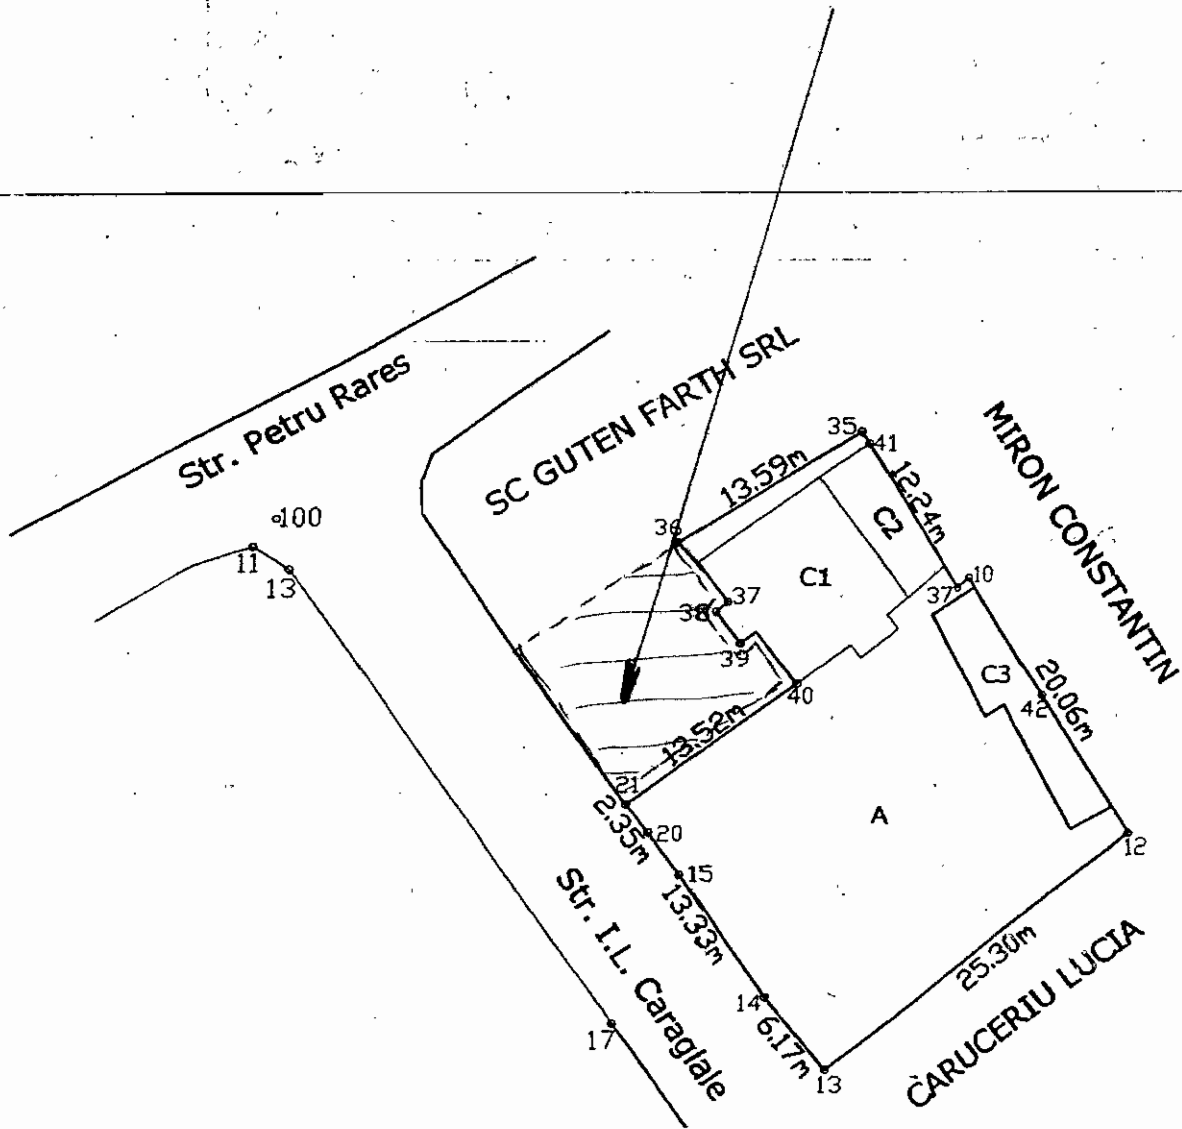 Str. Petru Rares
SC GUTEN FARTH SRL
MIRON CONSTANTIN
35
41
13.59m
12.24m
36
C2
100
11
13
C1
37
38
39
37
10
C3
20.06m
42
40
13.52m
21
2.35m
20
A
12
15
13.33m
Str. I.L. Caragiale
25.30m
14
6.17m
17
13
CARUCERIU LUCIA